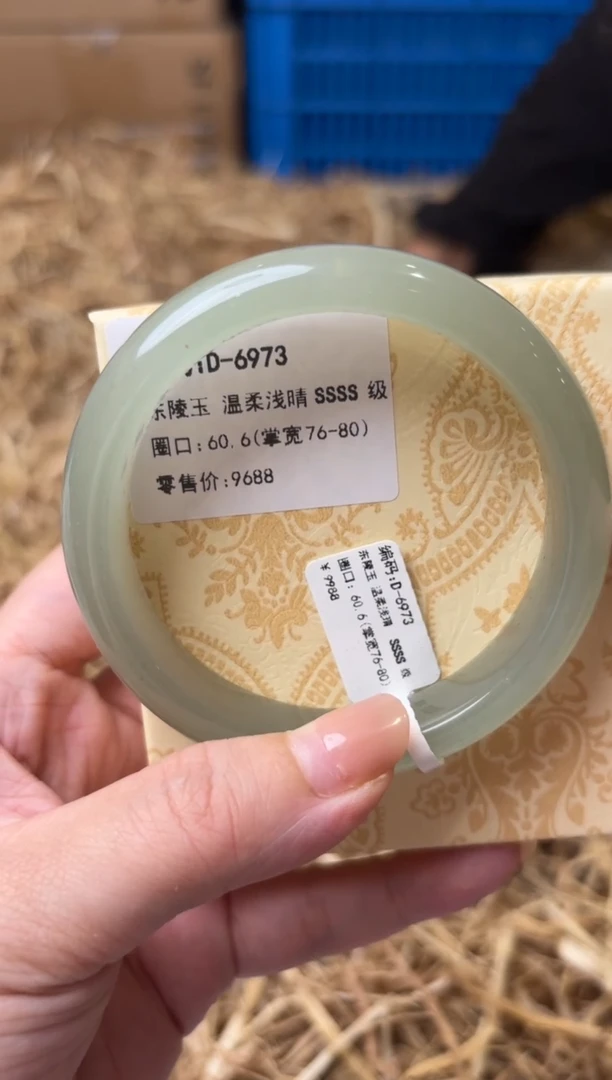 :D-6973
东陵玉 温柔浅晴 SSSS 级
圈口:60.6(掌宽76-80)
零售价:9688
编码:D-6973
东陵玉 温柔浅晴 SSSS 级
圈口: 60.6(掌宽76-80)
¥ 9988